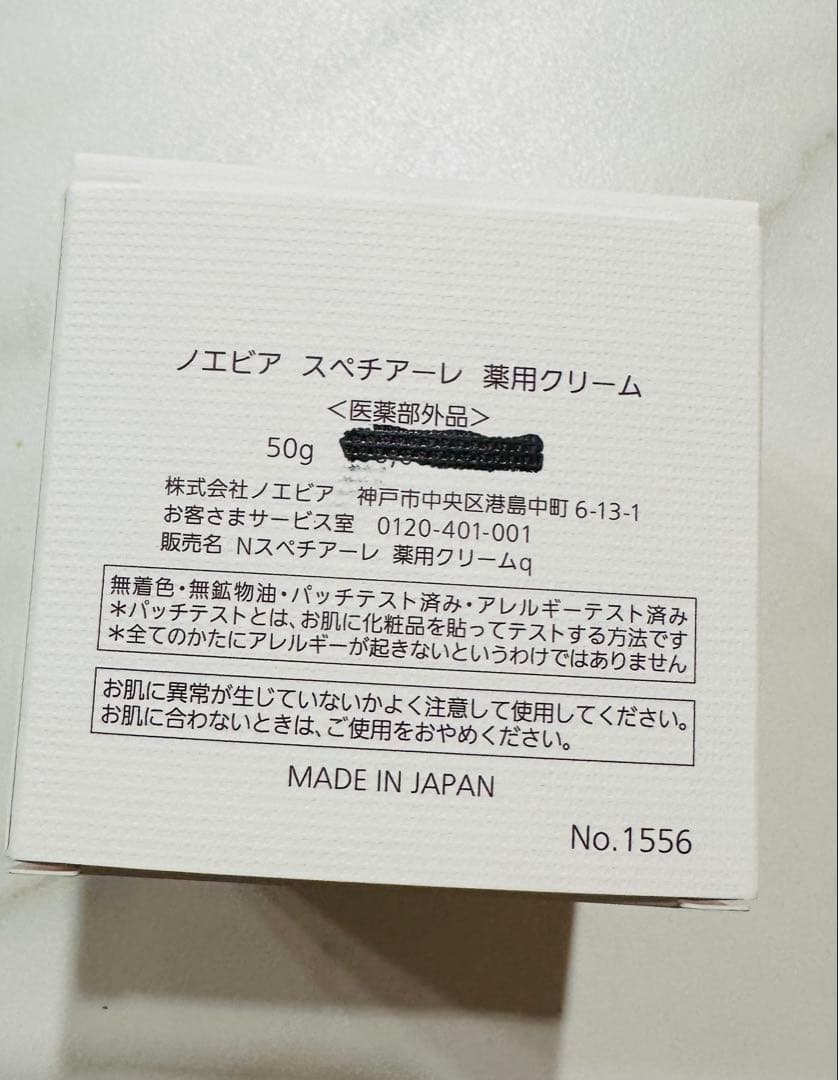 ノエビア スペチアーレ 薬用クリーム
＜医薬部外品＞
50g
株式会社ノエビア 神戸市中央区港島中町6-13-1
お客さまサービス室 0120-401-001
販売名 Nスペチアーレ 薬用クリームq
無着色・無鉱物油・パッチテスト済み・アレルギーテスト済み
＊パッチテストとは、お肌に化粧品を貼ってテストする方法です
＊全てのかたにアレルギーが起きないというわけではありません
お肌に異常が生じていないかよく注意して使用してください。
お肌に合わないときは、ご使用をおやめください。
MADE IN JAPAN
No.1556